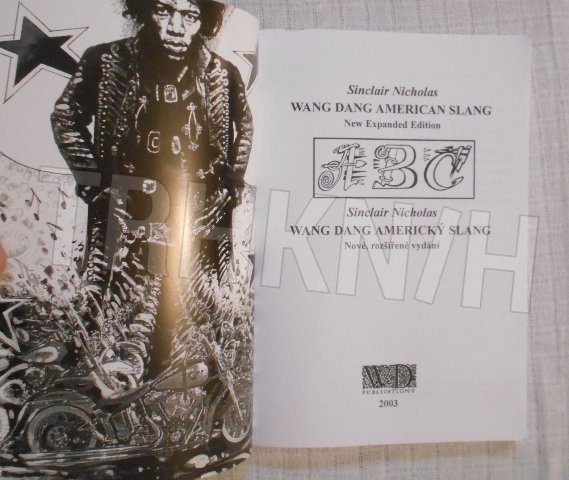 Sinclair Nicholas
WANG DANG AMERICAN SLANG
New Expanded Edition
ABC
Sinclair Nicholas
WANG DANG AMERICKÝ SLANG
Nové, rozšířené vydání
TRHKNIH
WD
PUBLICATIONS
2003